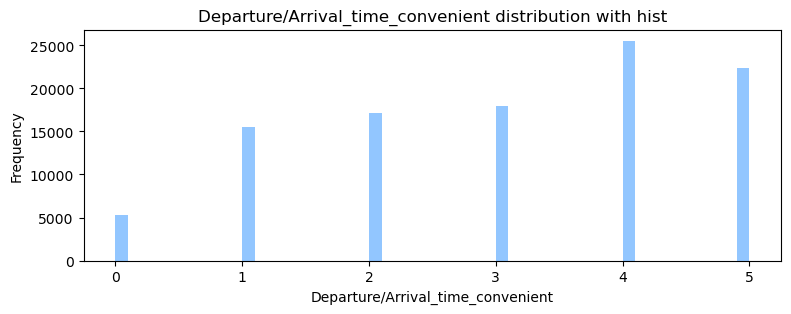 Departure/Arrival_time_convenient distribution with hist
25000
20000
15000
10000
5000
0
Frequency
0 1 2 3 4 5
Departure/Arrival_time_convenient